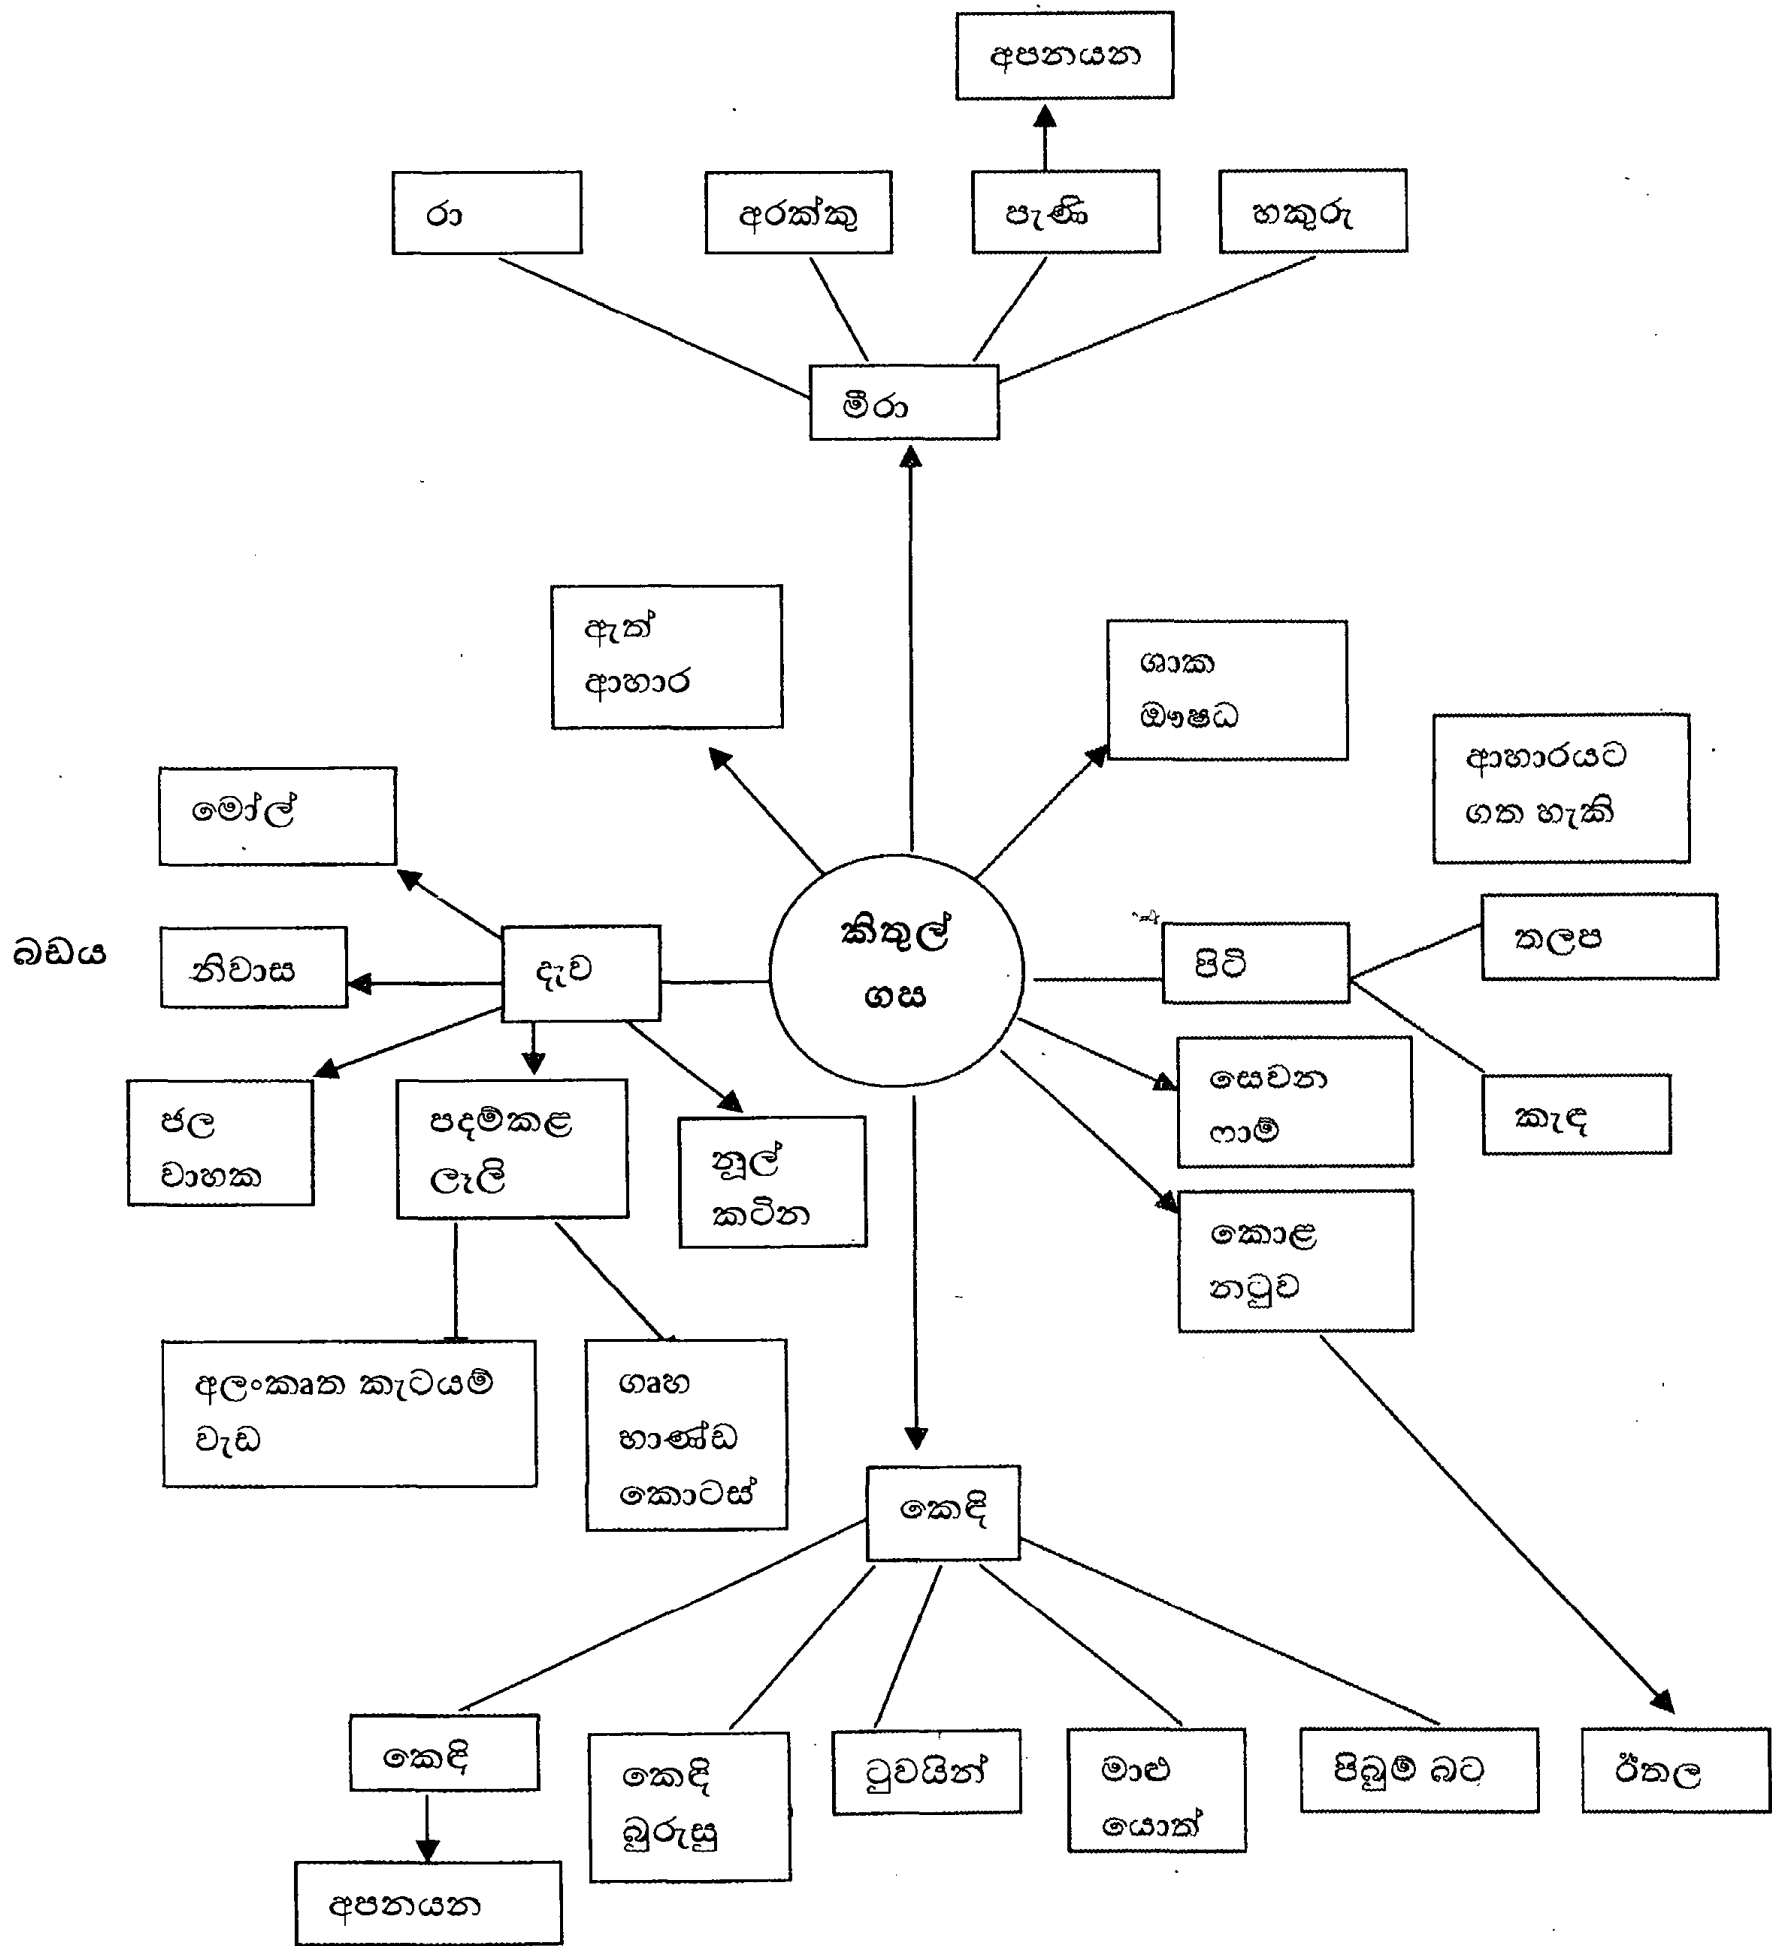 අපනයන
රා
අරක්කු
පැණි
හකුරු
මීරා
ඇත්
ආහාර
ශාක
ඖෂධ
ආහාරයට
ගත හැකි
මෝල්
බඩය
නිවාස
දැව
කිතුල්
ගස
පිටි
තලප
ජල
වාහක
පදම්කළ
ලෑලි
නූල්
කටින
සෙවන
ෆාම්
කැඳ
කොළ
නටුව
අලංකෘත කැටයම්
වැඩ
ගෘහ
භාණ්ඩ
කොටස්
කෙඳි
කෙඳි
කෙඳි
බුරුසු
ටුවයින්
මාළු
යොත්
පිබුම් බට
ඊතල
අපනයන